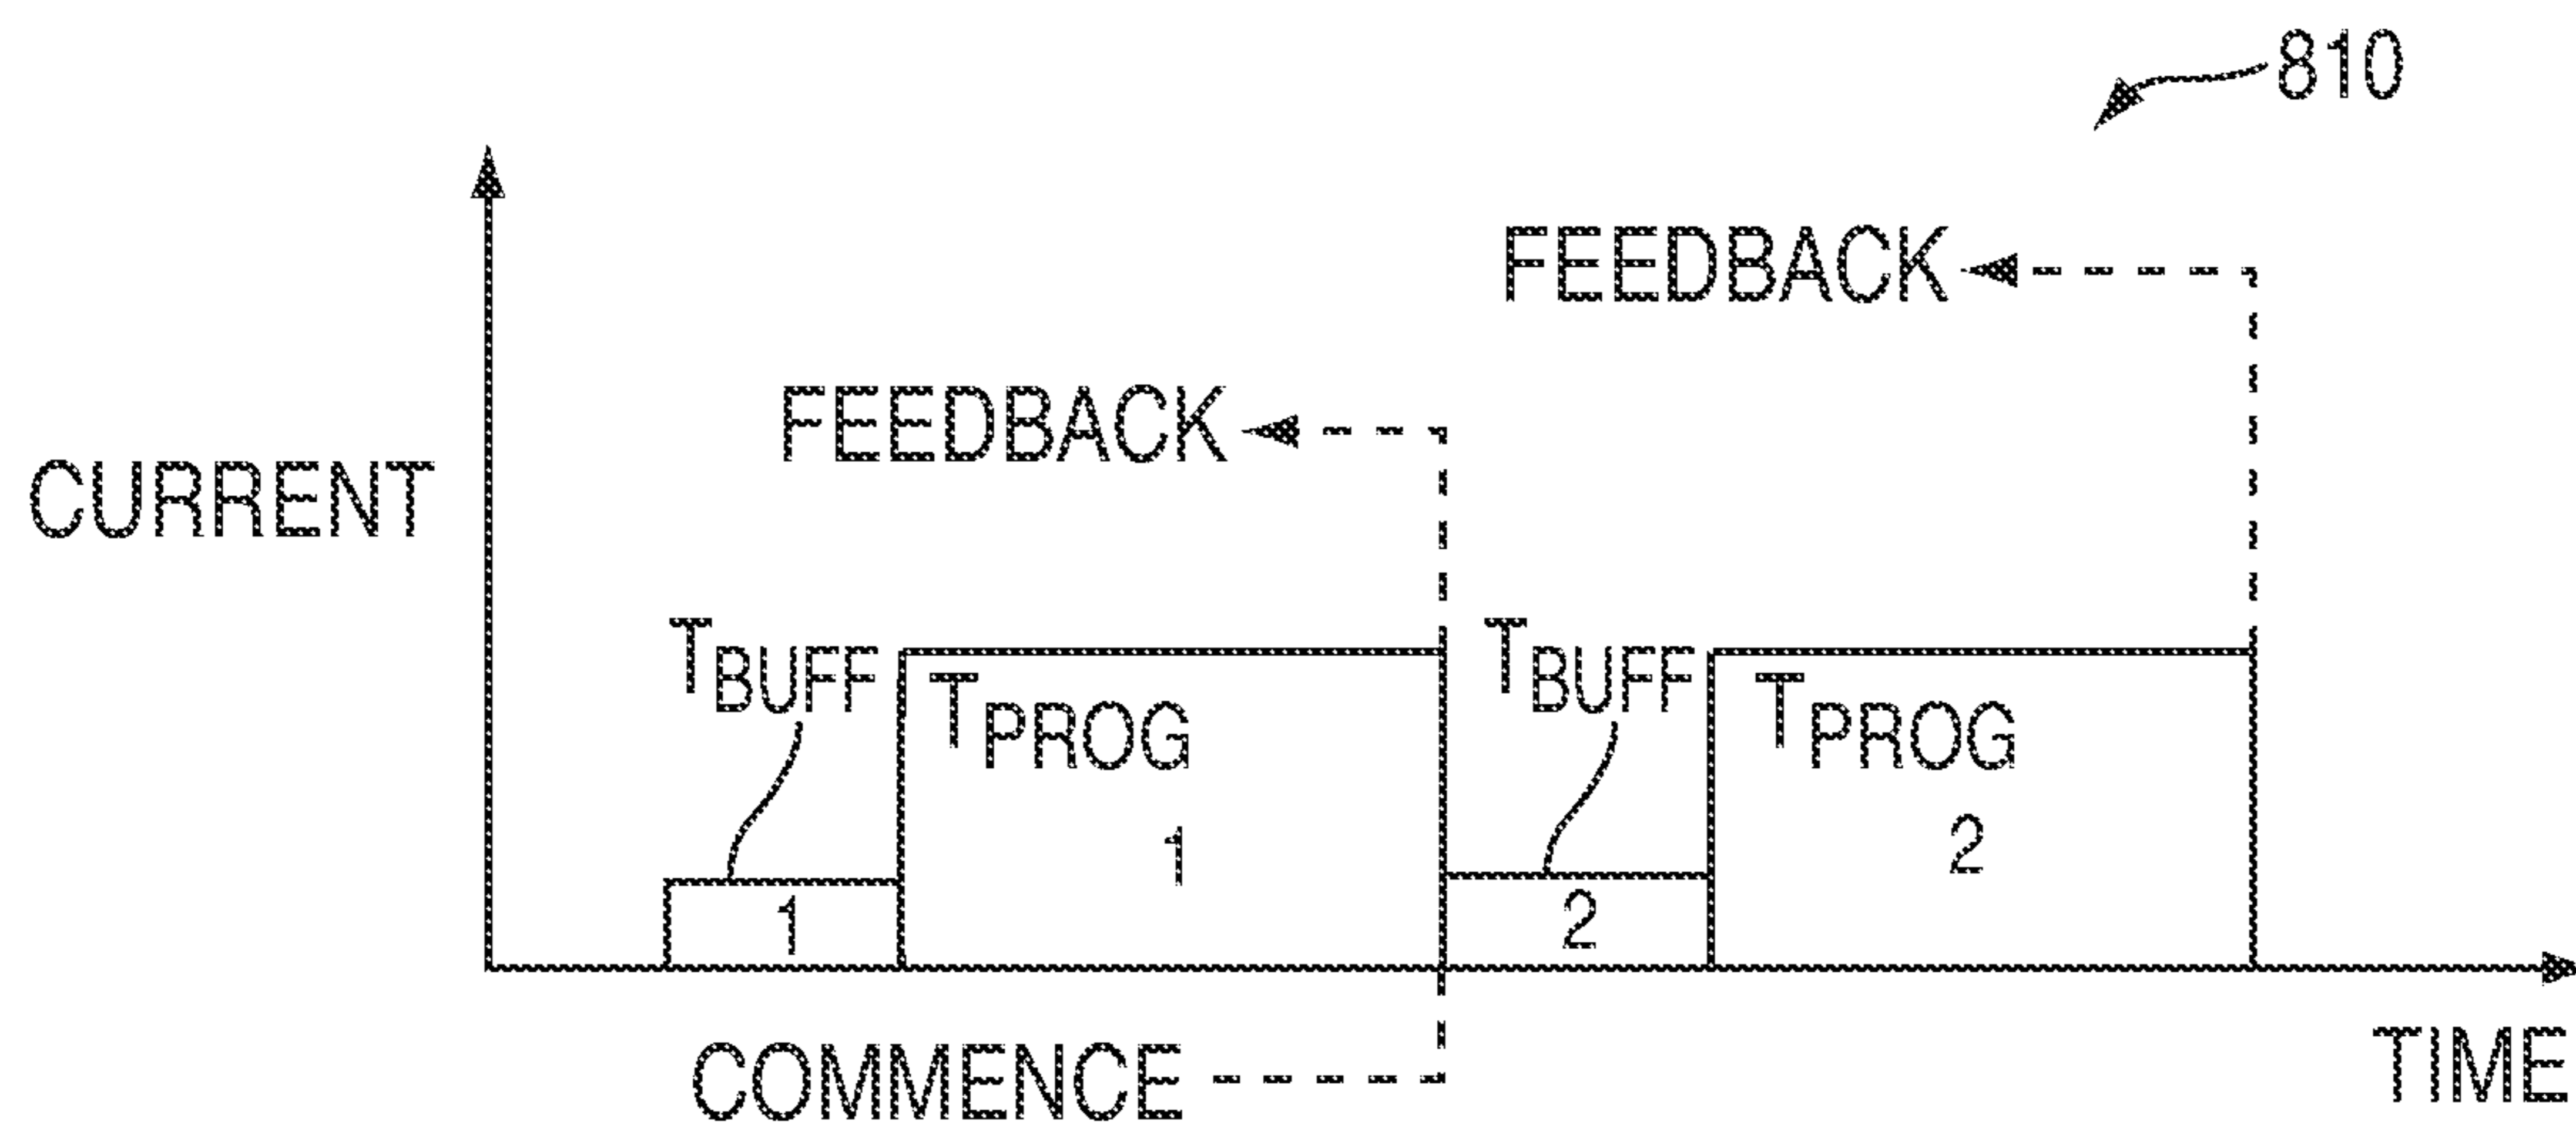 810
FEEDBACK
FEEDBACK
CURRENT
TBUFF
TPROG
TBUFF
TPROG
1
2
1
2
COMMENCE
TIME